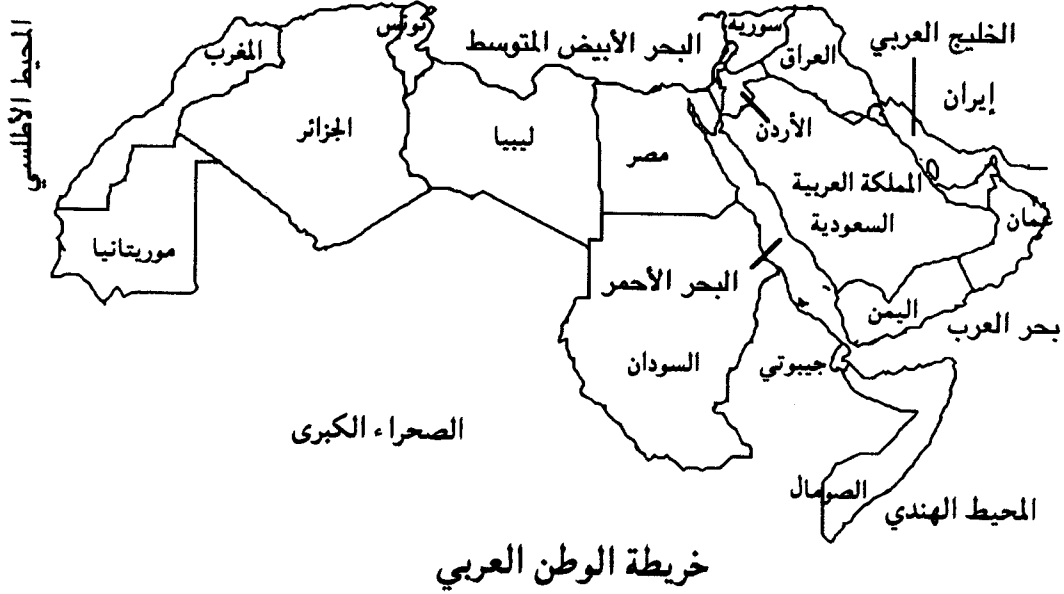 المحيط الأطلسي
المغرب
تونس
البحر الأبيض المتوسط
سورية
العراق
الخليج العربي
إيران
الجزائر
ليبيا
مصر
الأردن
المملكة العربية
السعودية
عُمان
موريتانيا
البحر الأحمر
اليمن
بحر العرب
السودان
جيبوتي
الصحراء الكبرى
الصومال
المحيط الهندي
خريطة الوطن العربي